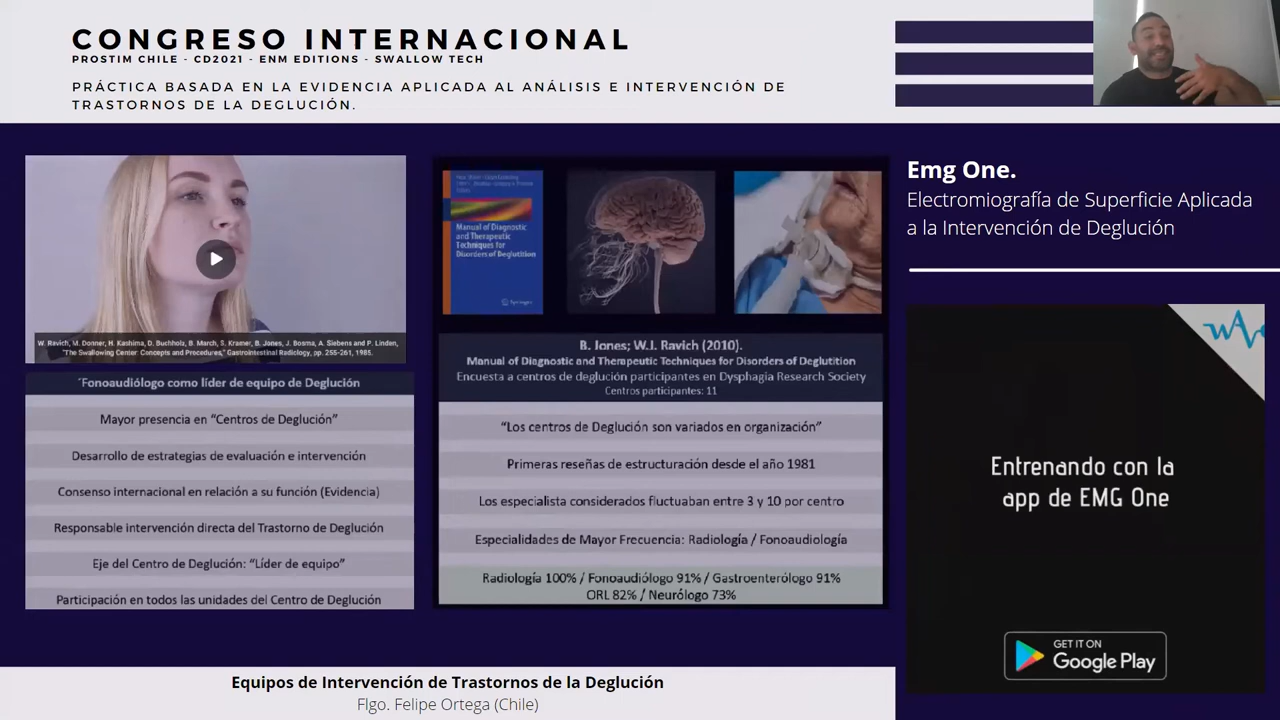 CONGRESO INTERNACIONAL
PROSTIM CHILE - CD2021 - ENM EDITIONS - SWALLOW TECH
PRÁCTICA BASADA EN LA EVIDENCIA APLICADA AL ANÁLISIS E INTERVENCIÓN DE
TRASTORNOS DE LA DEGLUCIÓN.
W. Ravich, M. Donner, H. Kashima, D. Buchholz, B. March, S. Kramer, B. Jones, J. Bosma, A. Siebens and P. Linden,
"The Swallowing Center: Concepts and Procedures," Gastrointestinal Radiology, pp. 255-261, 1985.
´Fonoaudiólogo como líder de equipo de Deglución
Mayor presencia en “Centros de Deglución”
Desarrollo de estrategias de evaluación e intervención
Consenso internacional en relación a su función (Evidencia)
Responsable intervención directa del Trastorno de Deglución
Eje del Centro de Deglución: “Líder de equipo”
Participación en todos las unidades del Centro de Deglución
Manual of Diagnostic
and Therapeutic
Techniques for
Disorders of Deglutition
Springer
B. Jones; W.J. Ravich (2010).
Manual of Diagnostic and Therapeutic Techniques for Disorders of Deglutition
Encuesta a centros de deglución participantes en Dysphagia Research Society
Centros participantes: 11
“Los centros de Deglución son variados en organización”
Primeras reseñas de estructuración desde el año 1981
Los especialista considerados fluctuaban entre 3 y 10 por centro
Especialidades de Mayor Frecuencia: Radiología / Fonoaudiología
Radiología 100% / Fonoaudiólogo 91% / Gastroenterólogo 91%
ORL 82% / Neurólogo 73%
Emg One.
Electromiografía de Superficie Aplicada
a la Intervención de Deglución
Entrenando con la
app de EMG One
GET IT ON
Google Play
Equipos de Intervención de Trastornos de la Deglución
Flgo. Felipe Ortega (Chile)